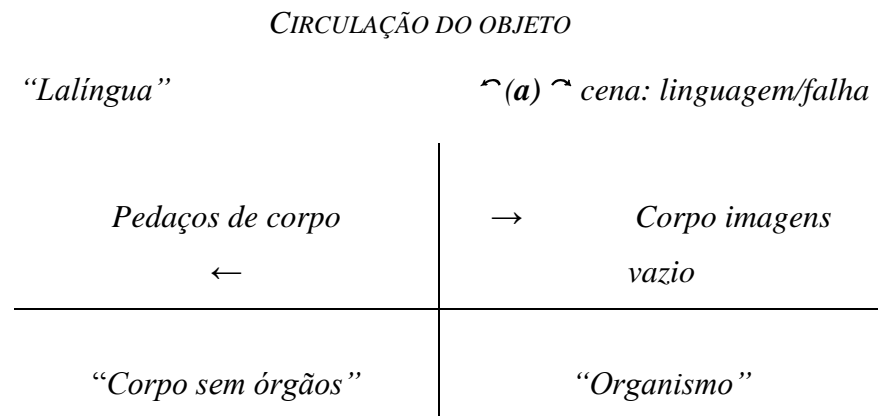 CIRCULAÇÃO DO OBJETO
“Lalíngua” ↶(a)↷ cena: linguagem/falha
Pedaços de corpo → Corpo imagens
← vazio
“Corpo sem órgãos” “Organismo”